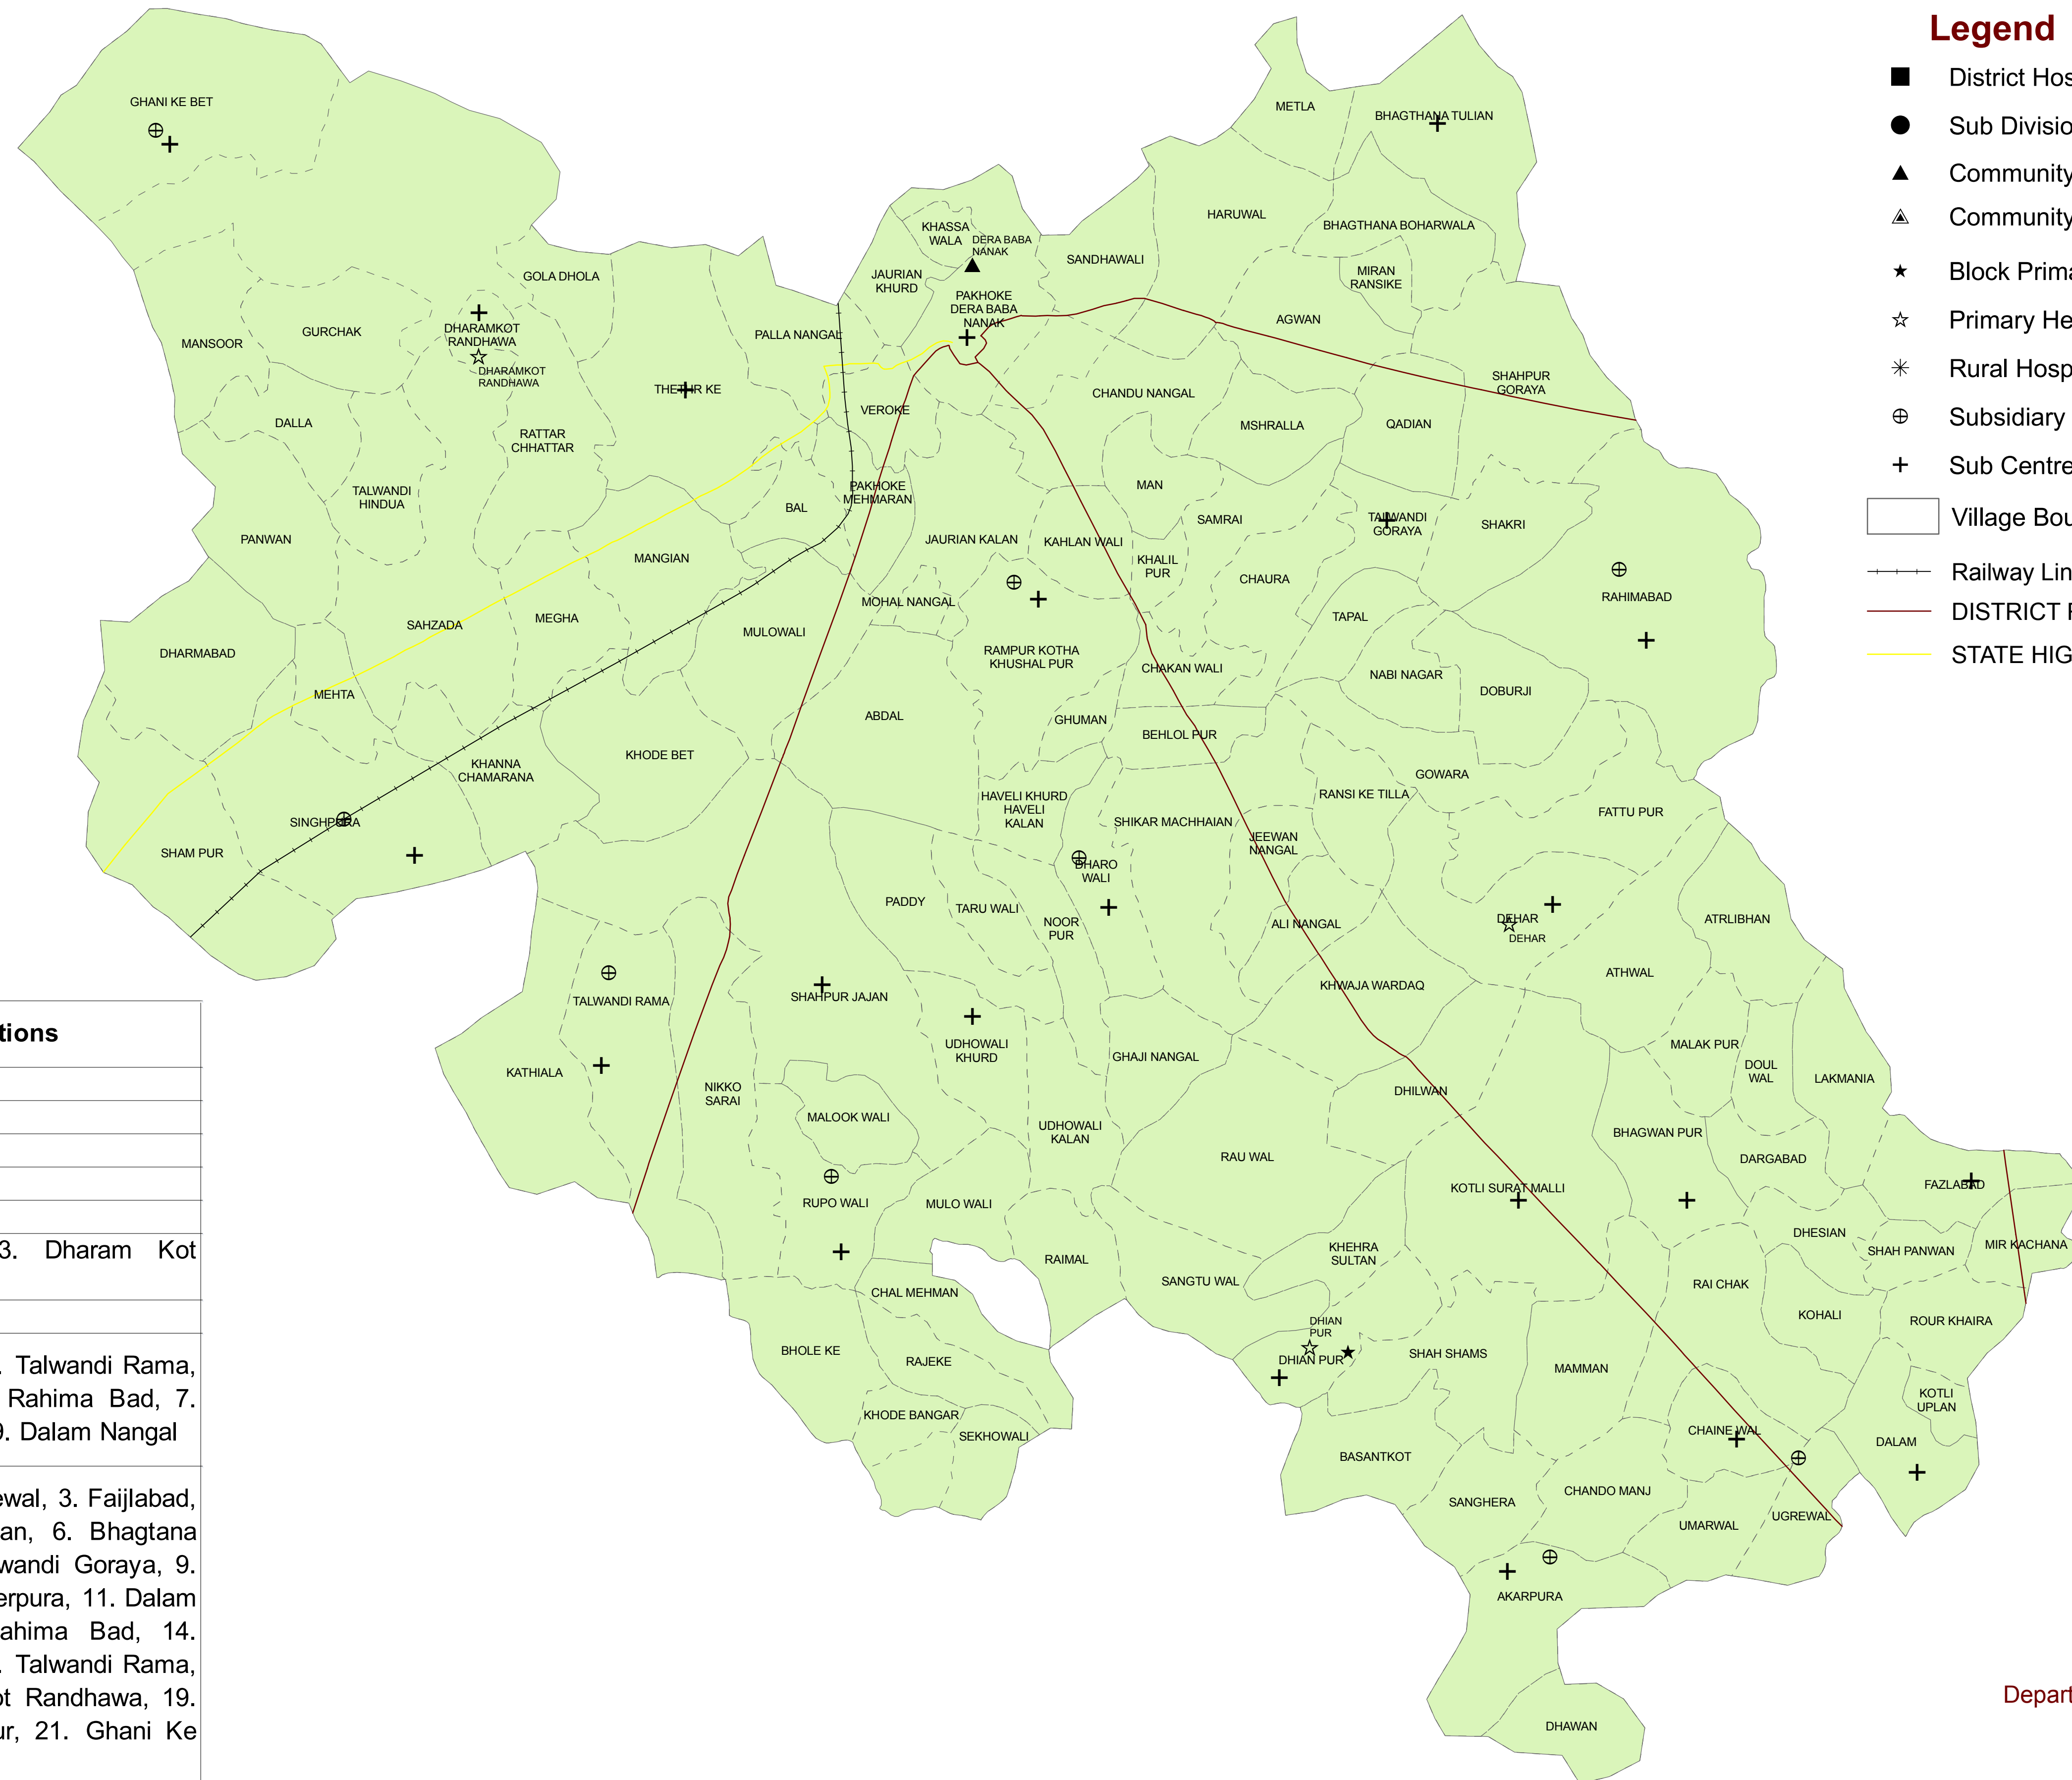 GHANI KE BET
METLA
BHAGTHANA TULIAN
HARUWAL
BHAGTHANA BOHARWALA
KHASSA
WALA
DERA BABA
NANAK
SANDHAWALI
JAURIAN
KHURD
MIRAN
RANSIKE
GOLA DHOLA
PAKHOKE
DERA BABA
NANAK
AGWAN
DHARAMKOT
RANDHAWA
GURCHAK
MANSOOR
PALLA NANGAL
DHARAMKOT
RANDHAWA
THETHR KE
SHAHPUR
GORAYA
CHANDU NANGAL
VEROKE
DALLA
MSHRALLA
QADIAN
RATTAR
CHHATTAR
TALWANDI
HINDUA
PAKHOKE
MEHMARAN
MAN
BAL
SAMRAI
TALWANDI
GORAYA
SHAKRI
PANWAN
JAURIAN KALAN
KAHLAN WALI
MANGIAN
KHALIL
PUR
CHAURA
RAHIMABAD
MOHAL NANGAL
MEGHA
TAPAL
SAHZADA
MULOWALI
DHARMABAD
RAMPUR KOTHA
KHUSHAL PUR
CHAKAN WALI
NABI NAGAR
DOBURJI
MEHTA
ABDAL
GHUMAN
BEHLOL PUR
KHODE BET
KHANNA
CHAMARANA
GOWARA
RANSI KE TILLA
HAVELI KHURD
HAVELI
KALAN
FATTU PUR
SINGHPURA
SHIKAR MACHHAIAN
JEEWAN
NANGAL
SHAM PUR
DHARO
WALI
PADDY
TARU WALI
NOOR
PUR
ALI NANGAL
DEHAR
DEHAR
ATRLIBHAN
ATHWAL
KHWAJA WARDAQ
TALWANDI RAMA
SHAHPUR JAJAN
UDHOWALI
KHURD
GHAJI NANGAL
MALAK PUR
DOUL
WAL
LAKMANIA
KATHIALA
NIKKO
SARAI
DHILWAN
MALOOK WALI
UDHOWALI
KALAN
BHAGWAN PUR
RAU WAL
DARGABAD
KOTLI SURAT MALLI
FAZLABAD
RUPO WALI
MULO WALI
DHESIAN
SHAH PANWAN
MIR KACHANA
KHEHRA
SULTAN
RAIMAL
SANGTU WAL
RAI CHAK
CHAL MEHMAN
KOHALI
ROUR KHAIRA
DHIAN
PUR
DHIAN PUR
SHAH SHAMS
BHOLE KE
RAJEKE
MAMMAN
KOTLI
UPLAN
KHODE BANGAR
SEKHOWALI
CHAINE WAL
DALAM
BASANTKOT
SANGHERA
CHANDO MANJ
UMARWAL
UGREWAL
AKARPURA
DHAWAN
Legend
District Hos
Sub Divisio
Community
Community
Block Prima
Primary He
Rural Hosp
Subsidiary
Sub Centre
Village Bou
Railway Lin
DISTRICT R
STATE HIG
tions
3. Dharam Kot
. Talwandi Rama,
Rahima Bad, 7.
9. Dalam Nangal
ewal, 3. Faijlabad,
an, 6. Bhagtana
wandi Goraya, 9.
erpura, 11. Dalam
ahima Bad, 14.
. Talwandi Rama,
ot Randhawa, 19.
ur, 21. Ghani Ke
Depart